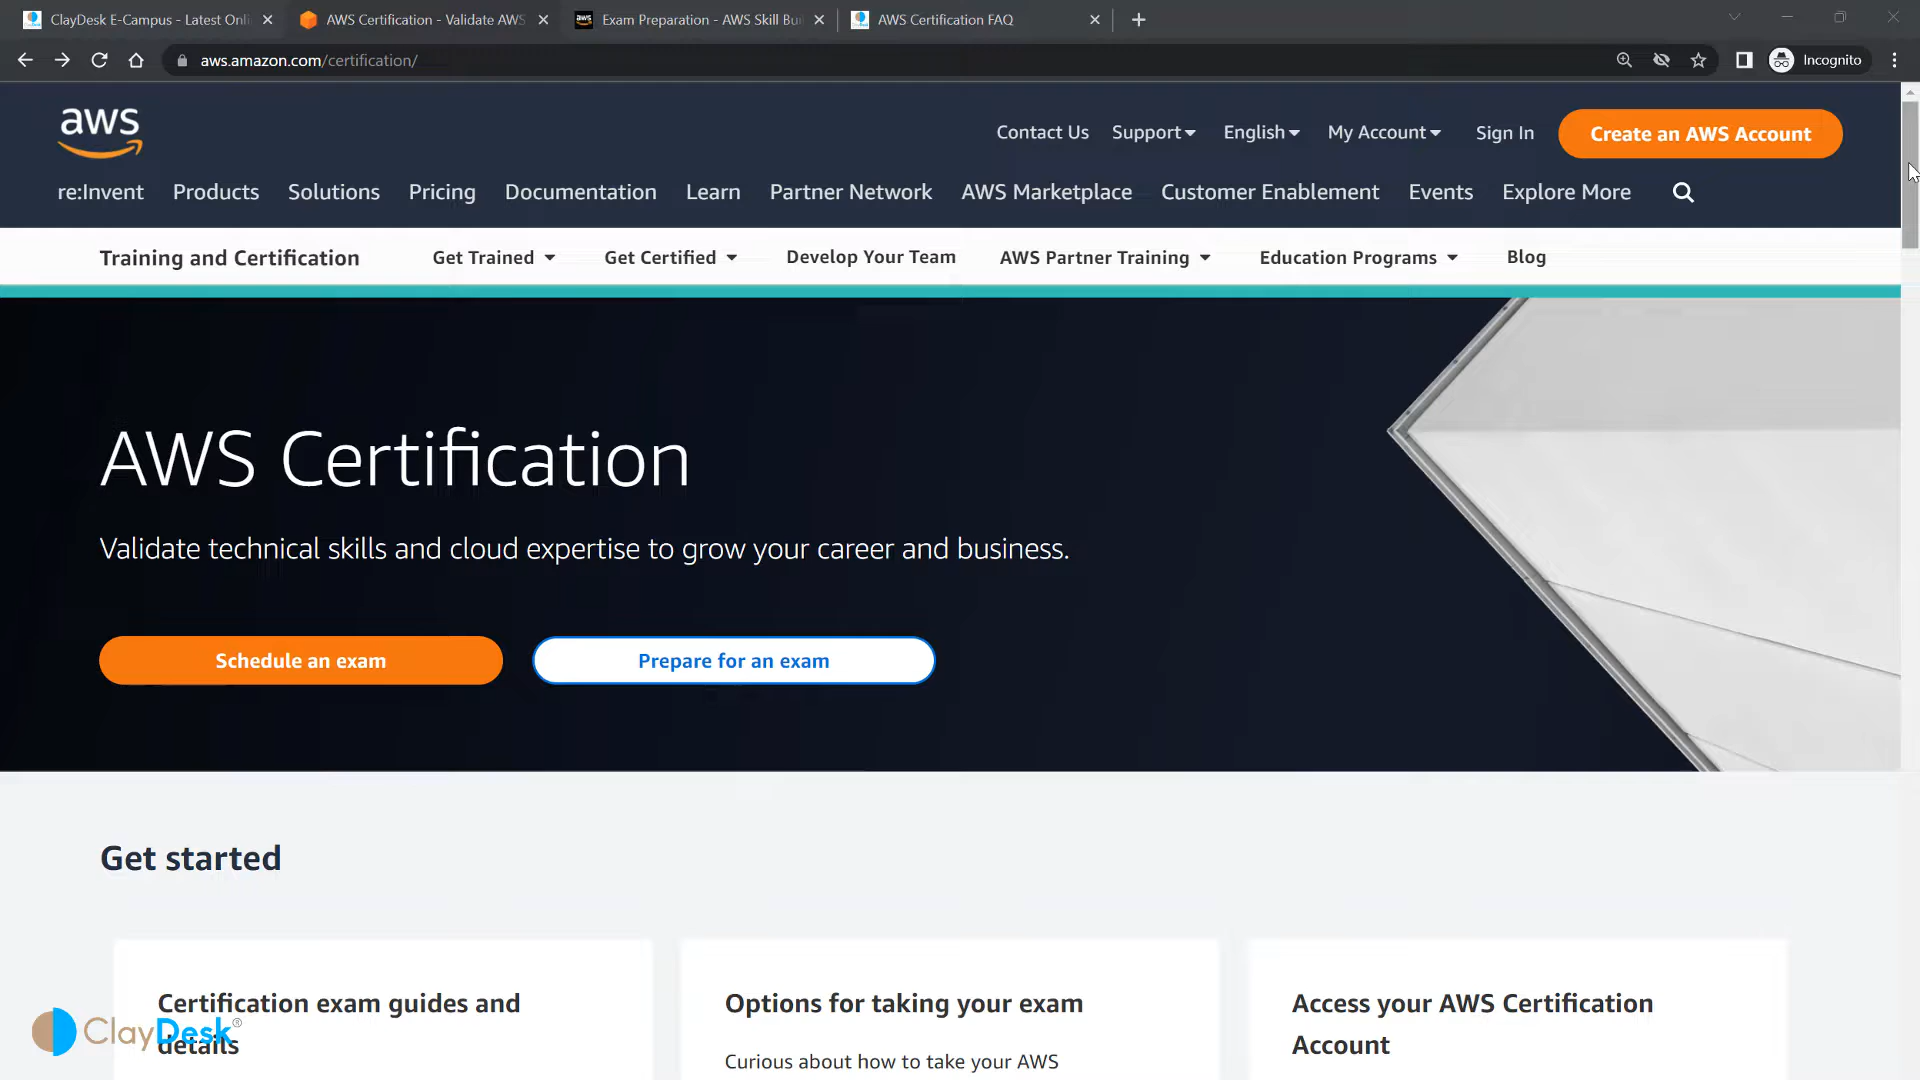 ClayDesk E-Campus - Latest Onli
AWS Certification - Validate AWS
Exam Preparation - AWS Skill Bui
AWS Certification FAQ
aws.amazon.com/certification/
Incognito
aws
Contact Us Support English My Account Sign In Create an AWS Account
re:Invent Products Solutions Pricing Documentation Learn Partner Network AWS Marketplace Customer Enablement Events Explore More
Training and Certification Get Trained Get Certified Develop Your Team AWS Partner Training Education Programs Blog
AWS Certification
Validate technical skills and cloud expertise to grow your career and business.
Schedule an exam Prepare for an exam
Get started
Certification exam guides and
details
Options for taking your exam
Curious about how to take your AWS
Access your AWS Certification
Account
ClayDesk®